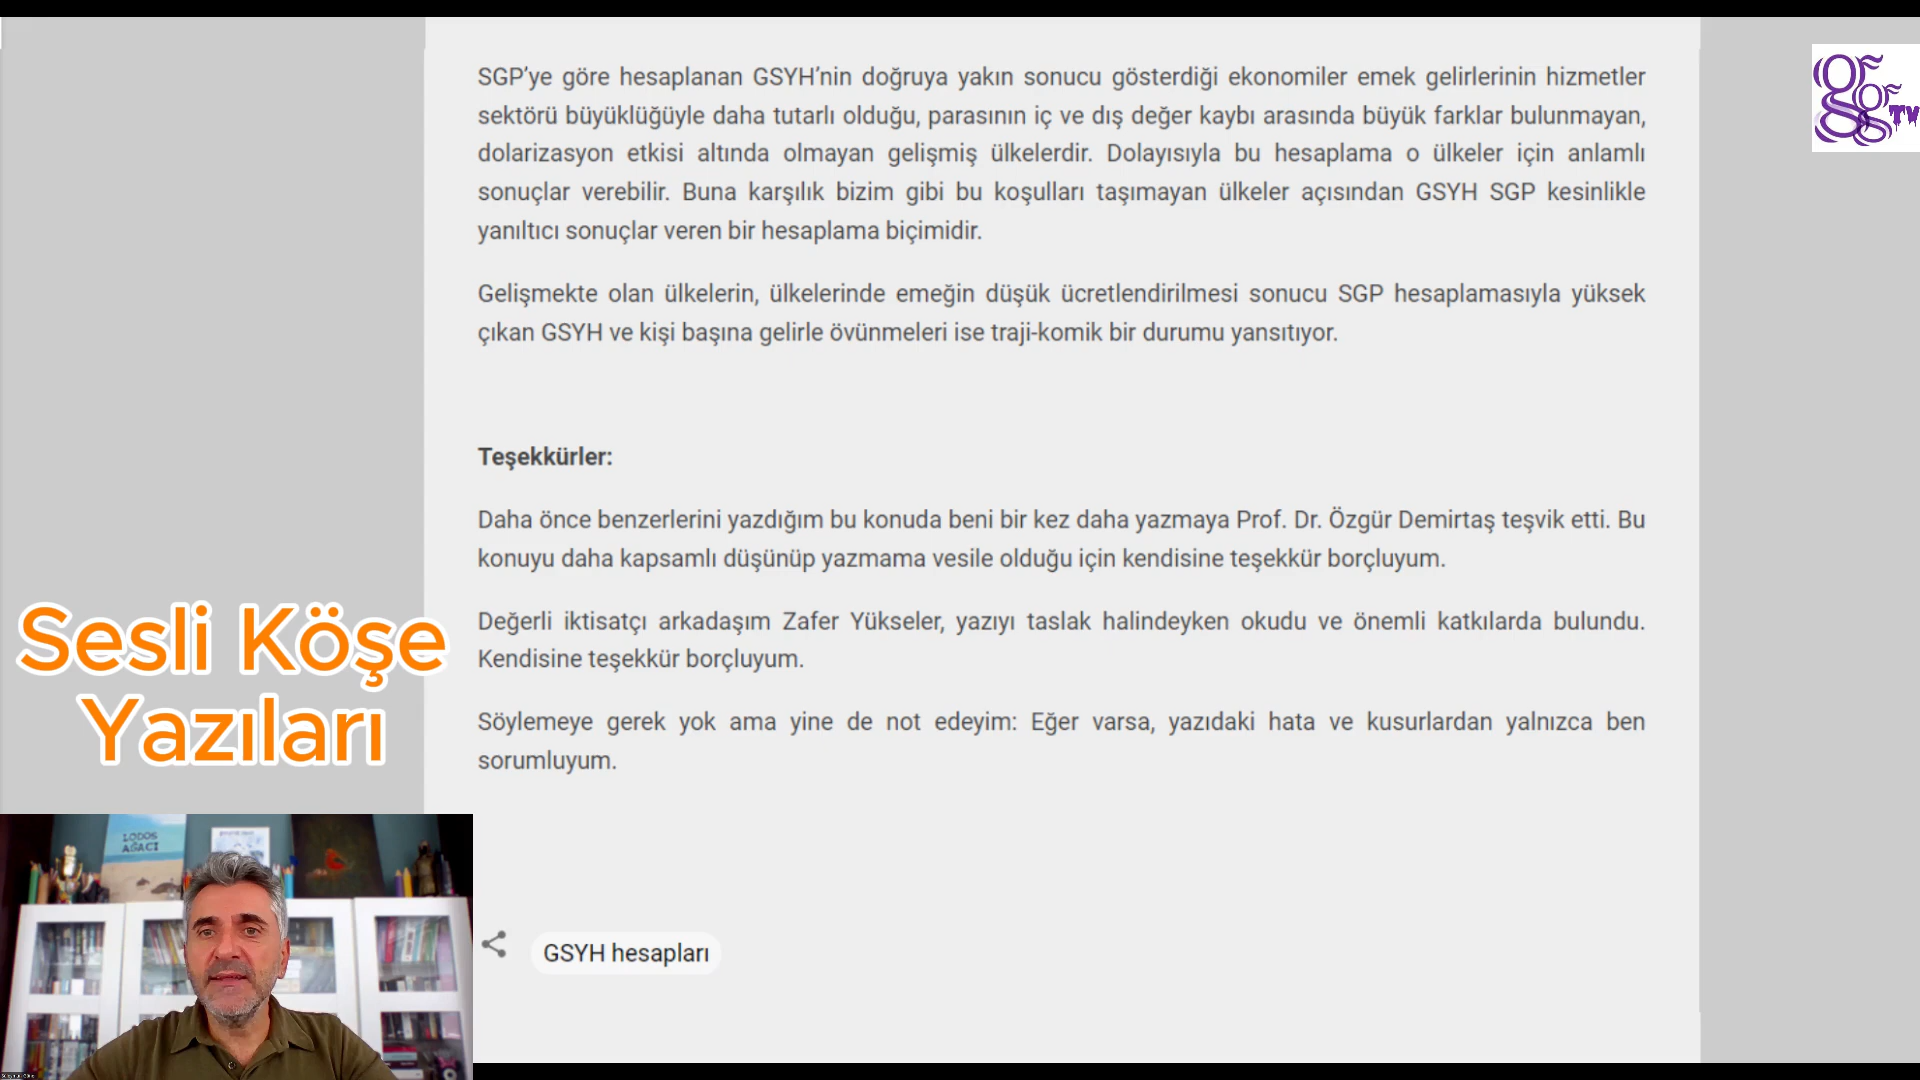 SGP’ye göre hesaplanan GSYH’nin doğruya yakın sonucu gösterdiği ekonomiler emek gelirlerinin hizmetler
sektörü büyüklüğüyle daha tutarlı olduğu, parasının iç ve dış değer kaybı arasında büyük farklar bulunmayan,
dolarizasyon etkisi altında olmayan gelişmiş ülkelerdir. Dolayısıyla bu hesaplama o ülkeler için anlamlı
sonuçlar verebilir. Buna karşılık bizim gibi bu koşulları taşımayan ülkeler açısından GSYH SGP kesinlikle
yanıltıcı sonuçlar veren bir hesaplama biçimidir.
Gelişmekte olan ülkelerin, ülkelerinde emeğin düşük ücretlendirilmesi sonucu SGP hesaplamasıyla yüksek
çıkan GSYH ve kişi başına gelirle övünmeleri ise traji-komik bir durumu yansıtıyor.
Teşekkürler:
Daha önce benzerlerini yazdığım bu konuda beni bir kez daha yazmaya Prof. Dr. Özgür Demirtaş teşvik etti. Bu
konuyu daha kapsamlı düşünüp yazmama vesile olduğu için kendisine teşekkür borçluyum.
Değerli iktisatçı arkadaşım Zafer Yükseler, yazıyı taslak halindeyken okudu ve önemli katkılarda bulundu.
Kendisine teşekkür borçluyum.
Söylemeye gerek yok ama yine de not edeyim: Eğer varsa, yazıdaki hata ve kusurlardan yalnızca ben
sorumluyum.
GSYH hesapları
Sesli Köşe
Yazıları
LODOS
AĞACI
gg TV